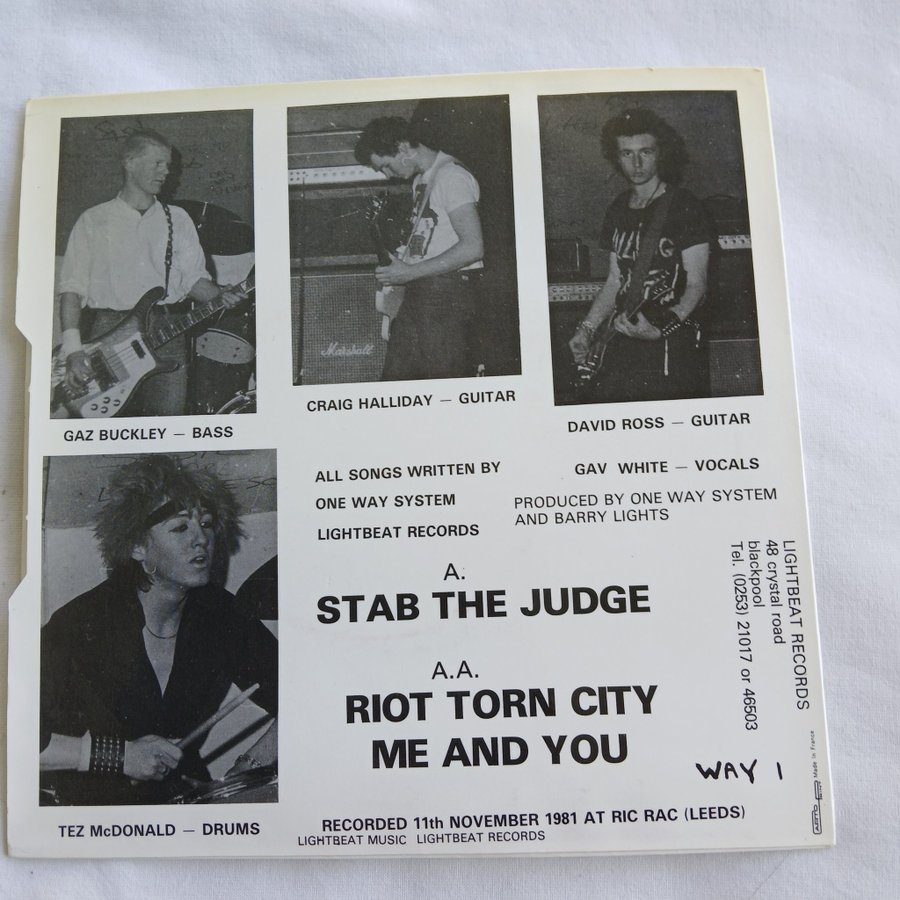 Marshall
GAZ BUCKLEY — BASS
CRAIG HALLIDAY — GUITAR
DAVID ROSS — GUITAR
ALL SONGS WRITTEN BY
ONE WAY SYSTEM
LIGHTBEAT RECORDS
GAV WHITE — VOCALS
PRODUCED BY ONE WAY SYSTEM
AND BARRY LIGHTS
A.
STAB THE JUDGE
A.A.
RIOT TORN CITY
ME AND YOU
LIGHTBEAT RECORDS
48 crystal road
blackpool
Tel. (0253) 21017 or 46503
WAY 1
Made in France
TEZ McDONALD — DRUMS
RECORDED 11th NOVEMBER 1981 AT RIC RAC (LEEDS)
LIGHTBEAT MUSIC LIGHTBEAT RECORDS